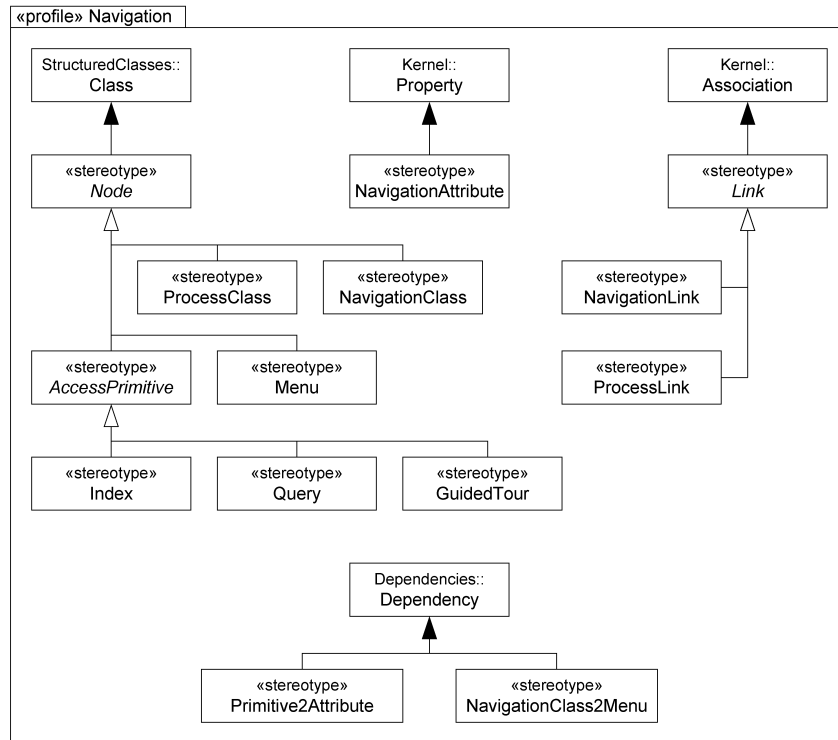 «profile» Navigation
StructuredClasses::
Class
Kernel::
Property
Kernel::
Association
«stereotype»
Node
«stereotype»
NavigationAttribute
«stereotype»
Link
«stereotype»
ProcessClass
«stereotype»
NavigationClass
«stereotype»
NavigationLink
«stereotype»
AccessPrimitive
«stereotype»
Menu
«stereotype»
ProcessLink
«stereotype»
Index
«stereotype»
Query
«stereotype»
GuidedTour
Dependencies::
Dependency
«stereotype»
Primitive2Attribute
«stereotype»
NavigationClass2Menu